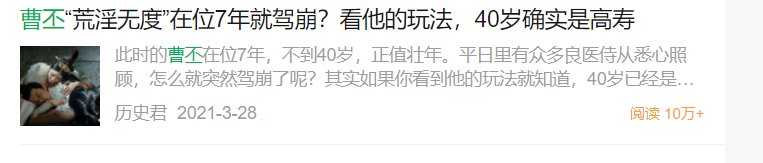 曹丕“荒淫无度”在位7年就驾崩？看他的玩法，40岁确实是高寿
此时的曹丕在位7年，不到40岁，正值壮年。平日里有众多良医侍从悉心照
顾，怎么就突然驾崩了呢？其实如果你看到他的玩法就知道，40岁已经是...
历史君 2021-3-28 阅读 10万+